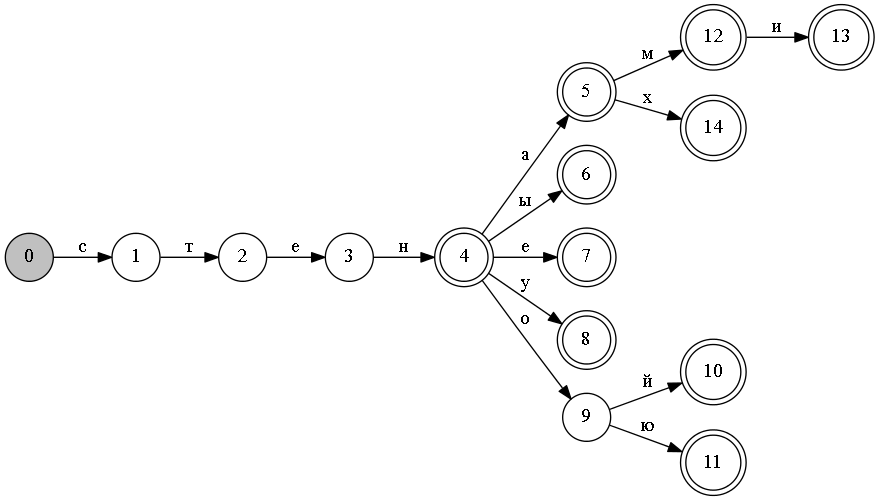 12 и 13
м
5 х 14
а
ы 6
0 с 1 т 2 е 3 н 4 е 7
у 8
о
9 й 10
ю 11